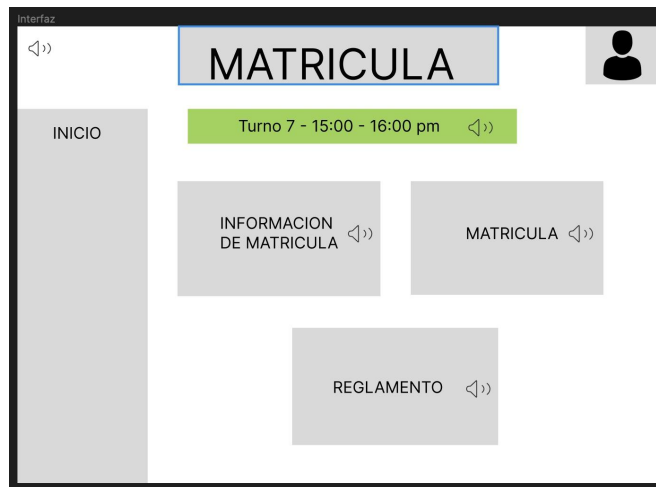 Interfaz
MATRICULA
INICIO
Turno 7 - 15:00 - 16:00 pm
INFORMACION
DE MATRICULA
MATRICULA
REGLAMENTO